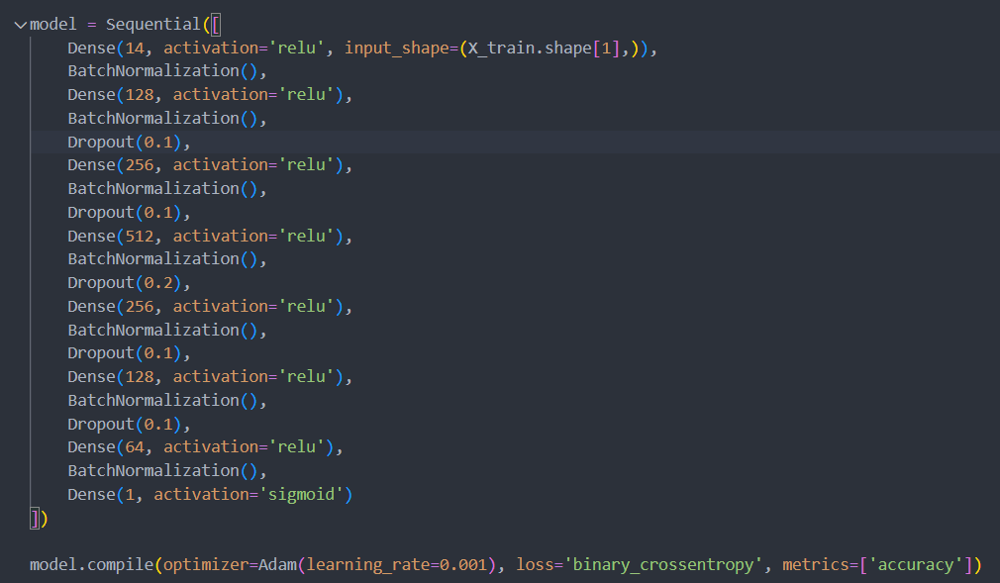 model = Sequential([
    Dense(14, activation='relu', input_shape=(X_train.shape[1],)),
    BatchNormalization(),
    Dense(128, activation='relu'),
    BatchNormalization(),
    Dropout(0.1),
    Dense(256, activation='relu'),
    BatchNormalization(),
    Dropout(0.1),
    Dense(512, activation='relu'),
    BatchNormalization(),
    Dropout(0.2),
    Dense(256, activation='relu'),
    BatchNormalization(),
    Dropout(0.1),
    Dense(128, activation='relu'),
    BatchNormalization(),
    Dropout(0.1),
    Dense(64, activation='relu'),
    BatchNormalization(),
    Dense(1, activation='sigmoid')
])
model.compile(optimizer=Adam(learning_rate=0.001), loss='binary_crossentropy', metrics=['accuracy'])